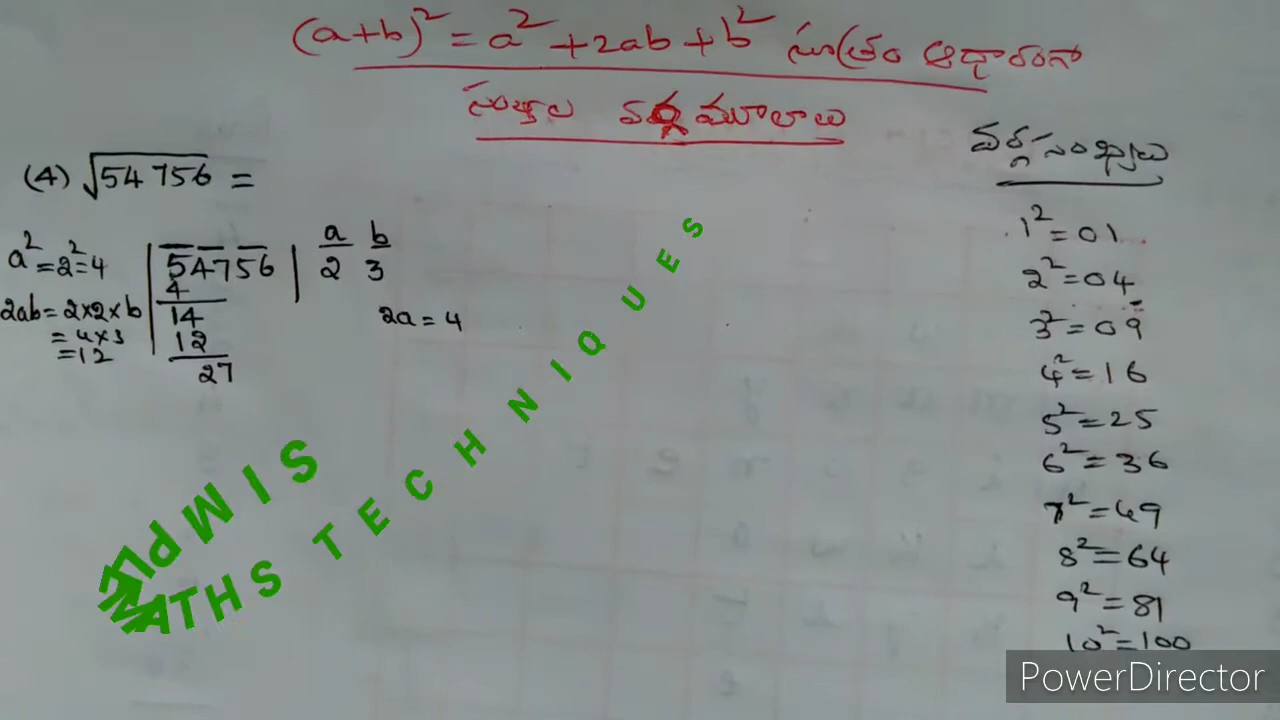 (a+b)² = a² + 2ab + b² సూత్రం ఆధారంగా
సంఖ్యల వర్గమూలాలు
(4) √54756 =
a² = 2² = 4
2ab = 2×2×b
= 4×3
= 12
54756
4
14
12
27
a b
2 3
2a = 4
వర్గసంఖ్యలు
1² = 01
2² = 04
3² = 09
4² = 16
5² = 25
6² = 36
7² = 49
8² = 64
9² = 81
10² = 100
SIMPLE
MATHS TECHNIQUES
PowerDirector